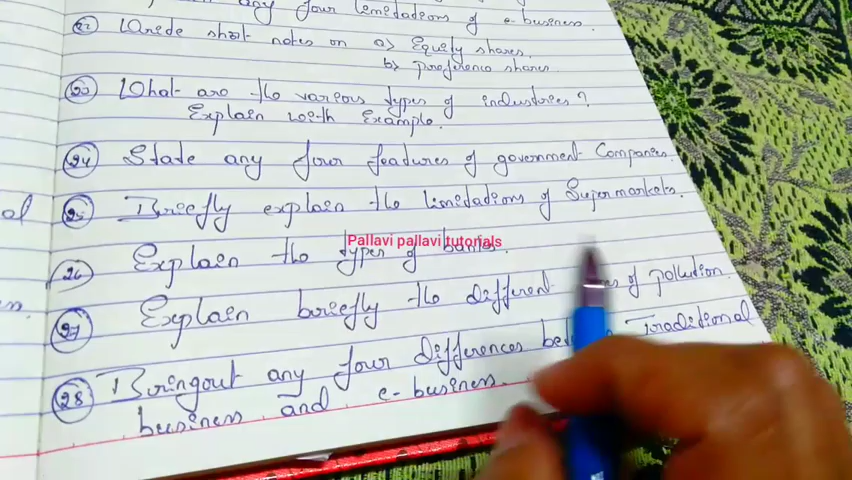 any four limitations of e-business.
22 Write short notes on a) Equity shares.
b) preference shares
23 What are the various types of industries?
Explain with Example.
24 State any four features of government Companies.
al
25 Briefly explain the limitations of Supermarkets.
Pallavi pallavi tutorials
26 Explain the types of banks.
27 Explain briefly the different of pollution
28 Bringout any four differences Traditional
business and e-business.